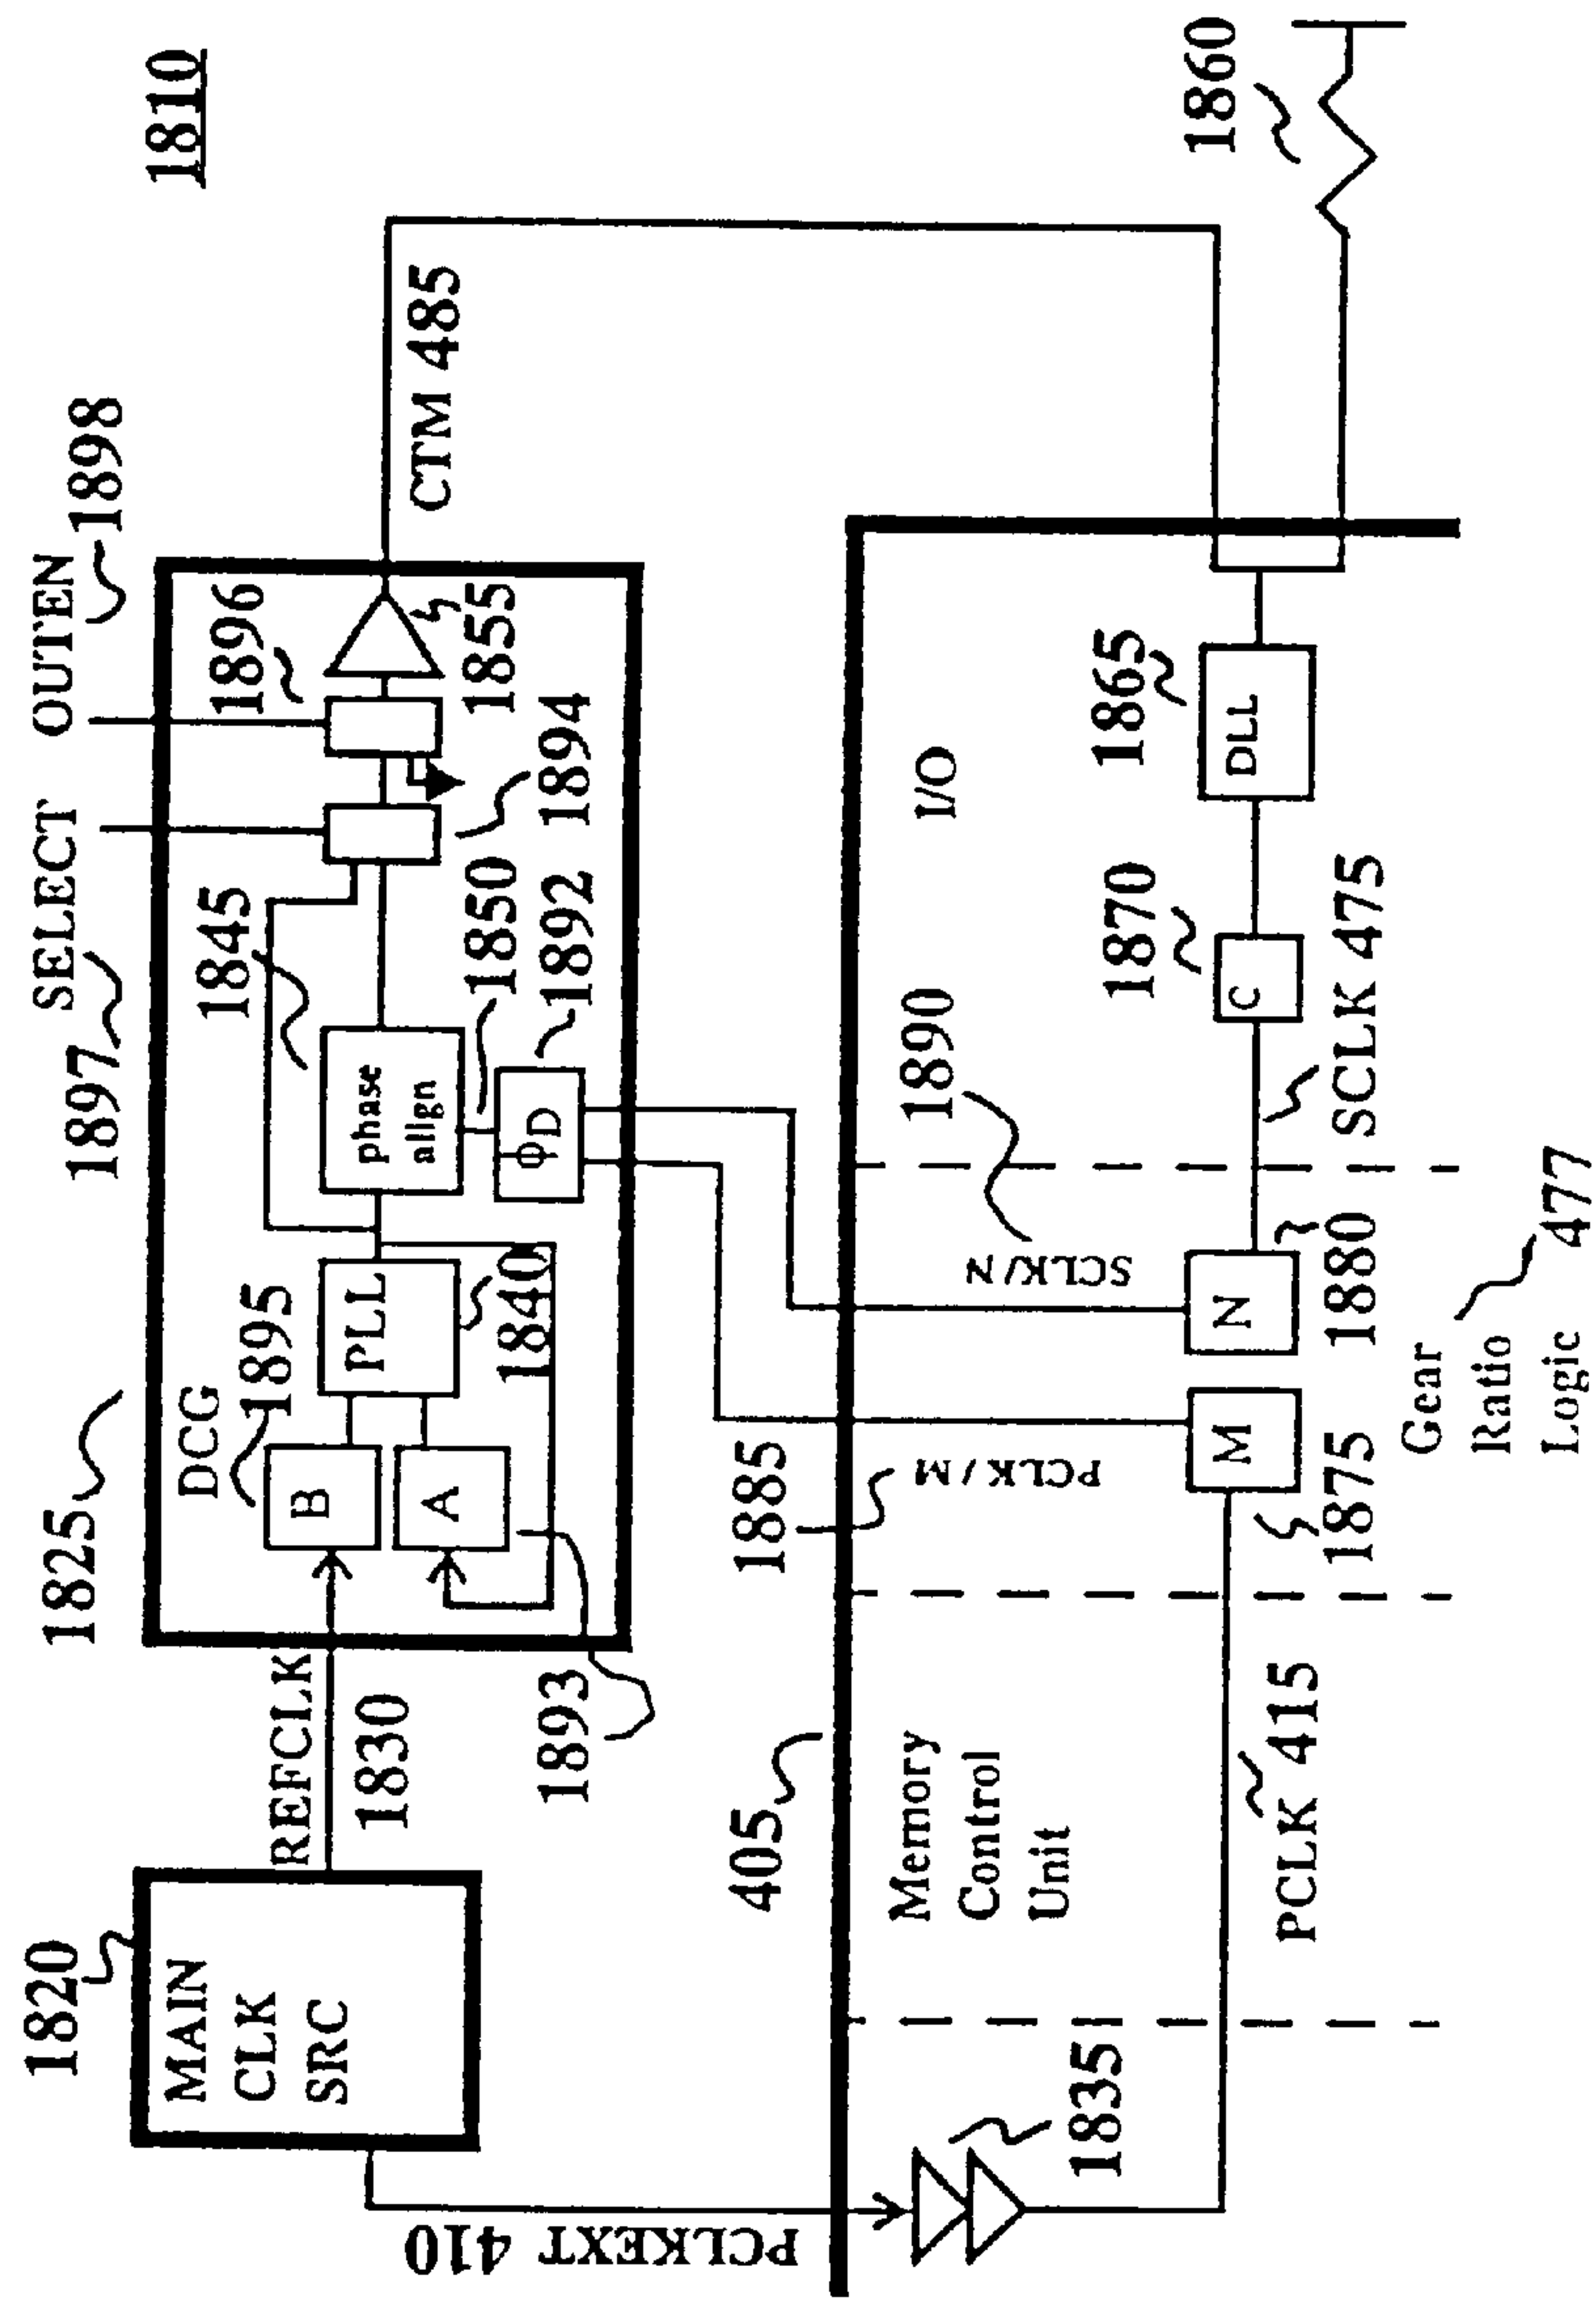 1810
1820
MAIN
CLK
SRC
REFCLK
1830
1825
DCG
1895
B
A
1893
PLL
1840
1845
phase
align
1850
ϕD
1892
1897
SELECT
OUTEN
1898
1894
1896
1855
CTM 485
1860
PCLKEXT 410
1835
405
Memory
Control
Unit
PCLK 415
1885
PCLK / M
M
1875
SCLK/N
1890
N
1880
Gear
Ratio
Logic
477
SCLK 475
I/O
1870
C
1865
DLL